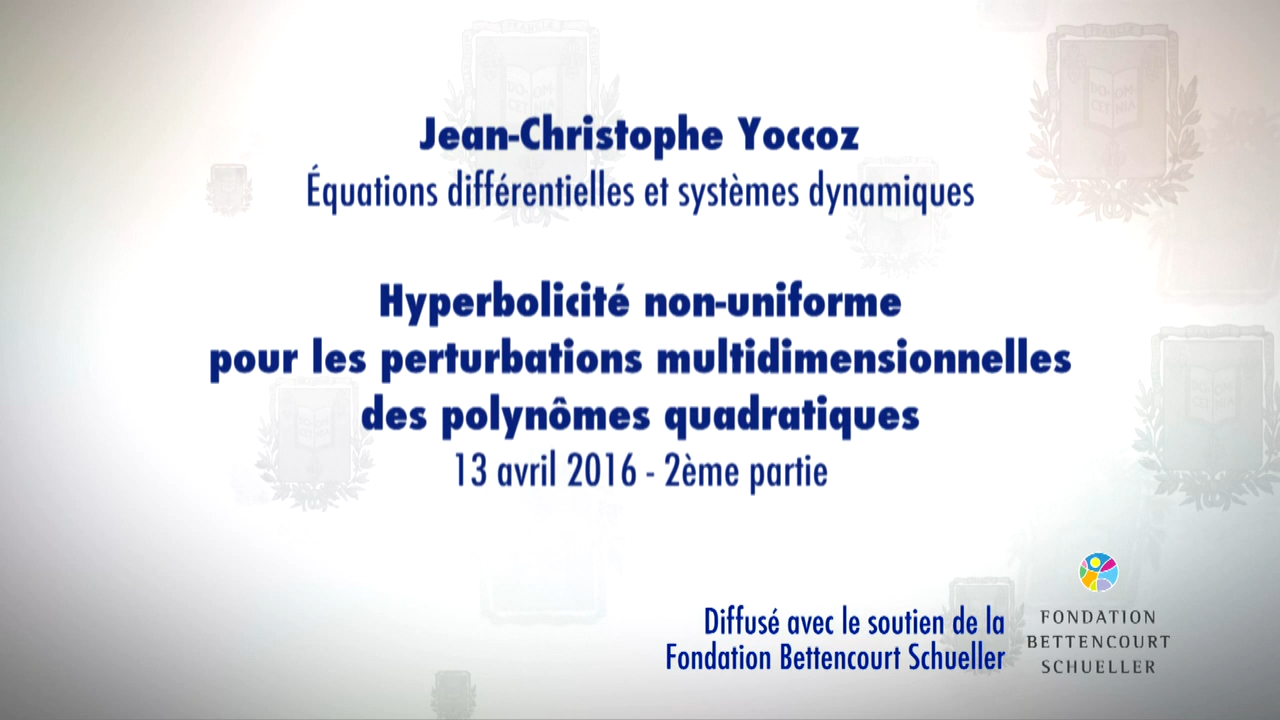 Jean-Christophe Yoccoz
Équations différentielles et systèmes dynamiques
Hyperbolicité non-uniforme
pour les perturbations multidimensionnelles
des polynômes quadratiques
13 avril 2016 - 2ème partie
Diffusé avec le soutien de la
Fondation Bettencourt Schueller
FONDATION
BETTENCOURT
SCHUELLER